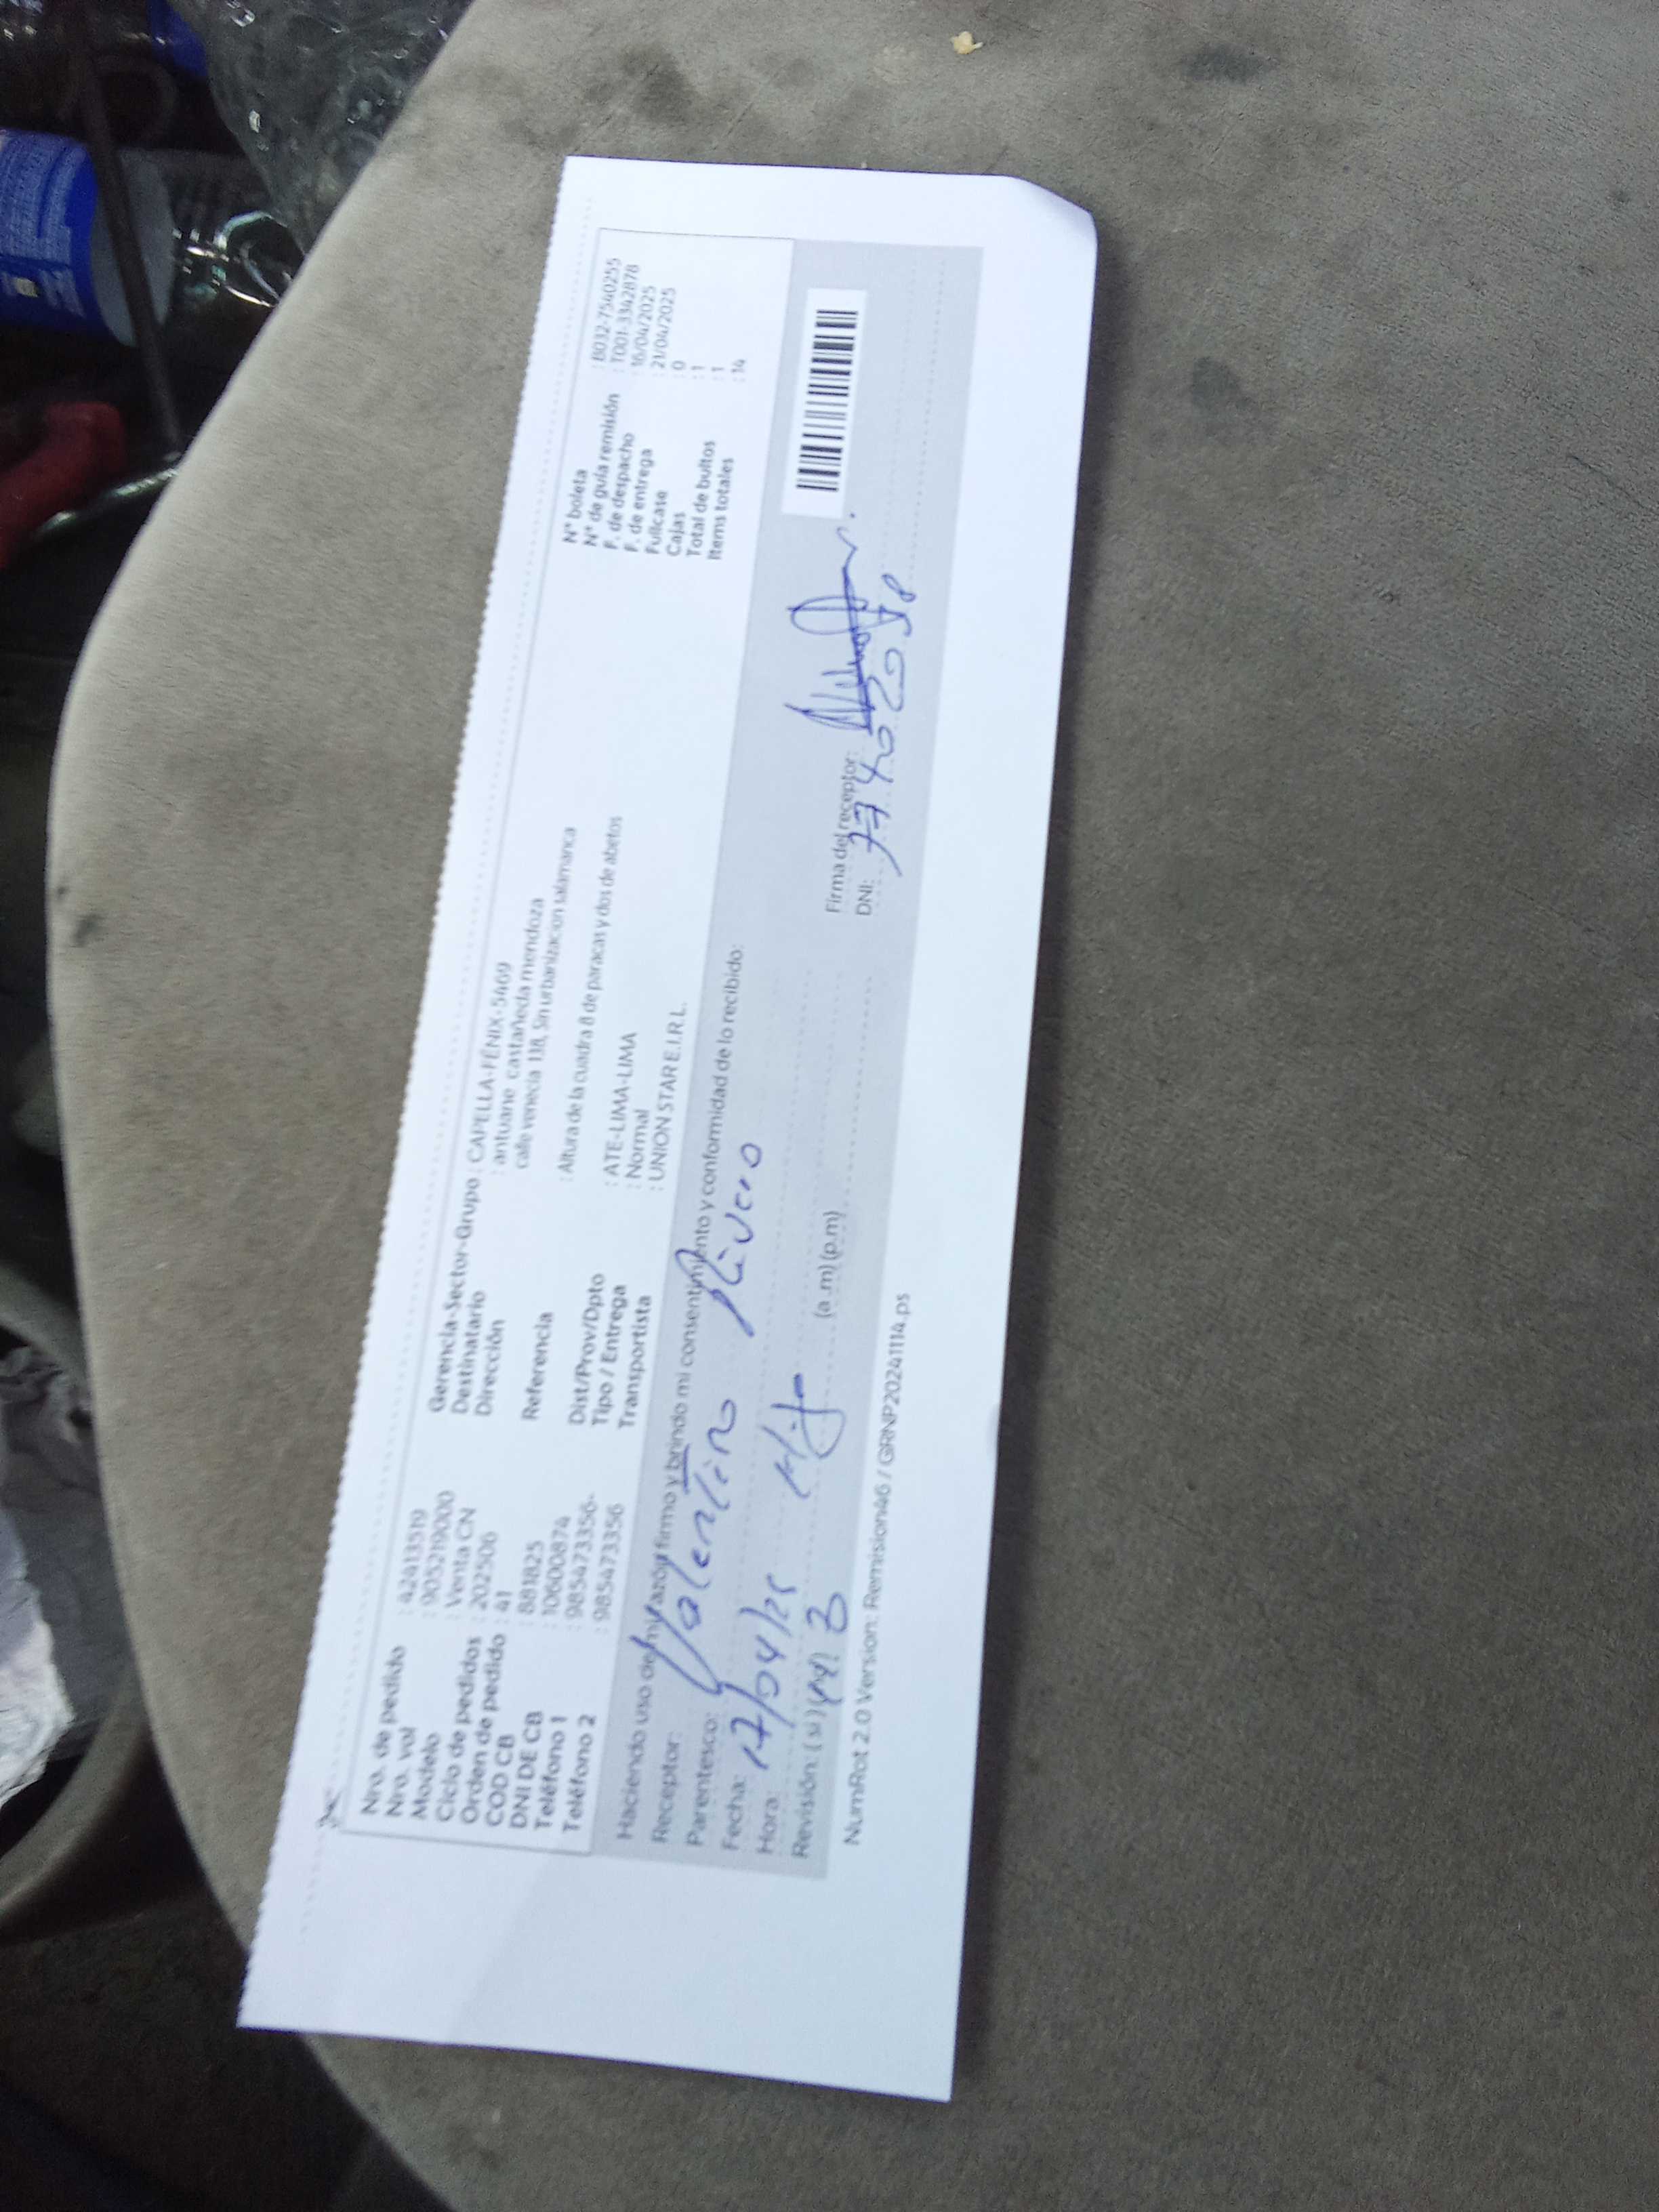 Nro. de pedido : 42413519
Nro. vol : 905219000
Modelo : Venta CN
Ciclo de pedidos : 202506
Orden de pedido : 41
COD CB : 881825
DNI DE CB : 10600874
Teléfono 1 : 985473356-
Teléfono 2 : 985473356
Gerencia-Sector-Grupo : CAPELLA-FÉNIX-5469
Destinatario : antuane castañeda mendoza
Dirección calle venecia 138, Sn urbanizacion salamanca
Referencia : Altura de la cuadra 8 de paracas y dos de abetos
Dist/Prov/Dpto : ATE-LIMA-LIMA
Tipo / Entrega : Normal
Transportista : UNION STAR E.I.R.L.
N° boleta : B032-7540255
N° de guía remisión : T001-3342878
F. de despacho : 16/04/2025
F. de entrega : 21/04/2025
Fullcase : 0
Cajas : 1
Total de bultos : 1
Items totales : 14
Haciendo uso de mi razón firmo y brindo mi consentimiento y conformidad de lo recibido:
Receptor: Valentino
Parentesco:
Fecha: 17/04/25
Hora: (a.m) (p.m)
Revisión: (si)
Firma del receptor:
DNI:
NumRot 2.0 Version: Remision46 / GRNP20241114.ps